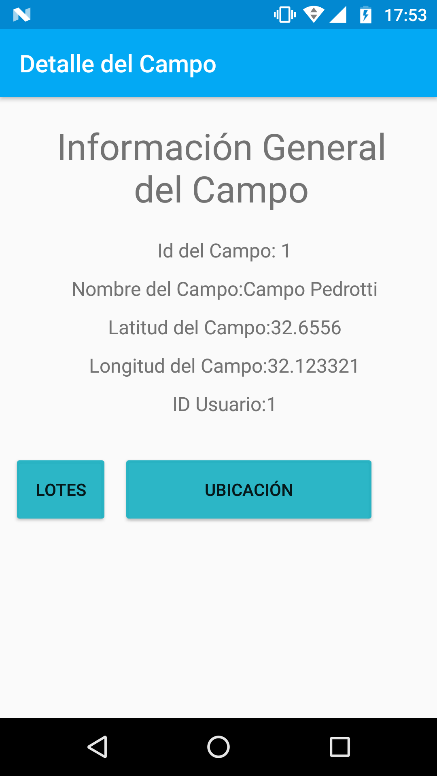 17:53
Detalle del Campo
Información General
del Campo
Id del Campo: 1
Nombre del Campo:Campo Pedrotti
Latitud del Campo:32.6556
Longitud del Campo:32.123321
ID Usuario:1
LOTES
UBICACIÓN